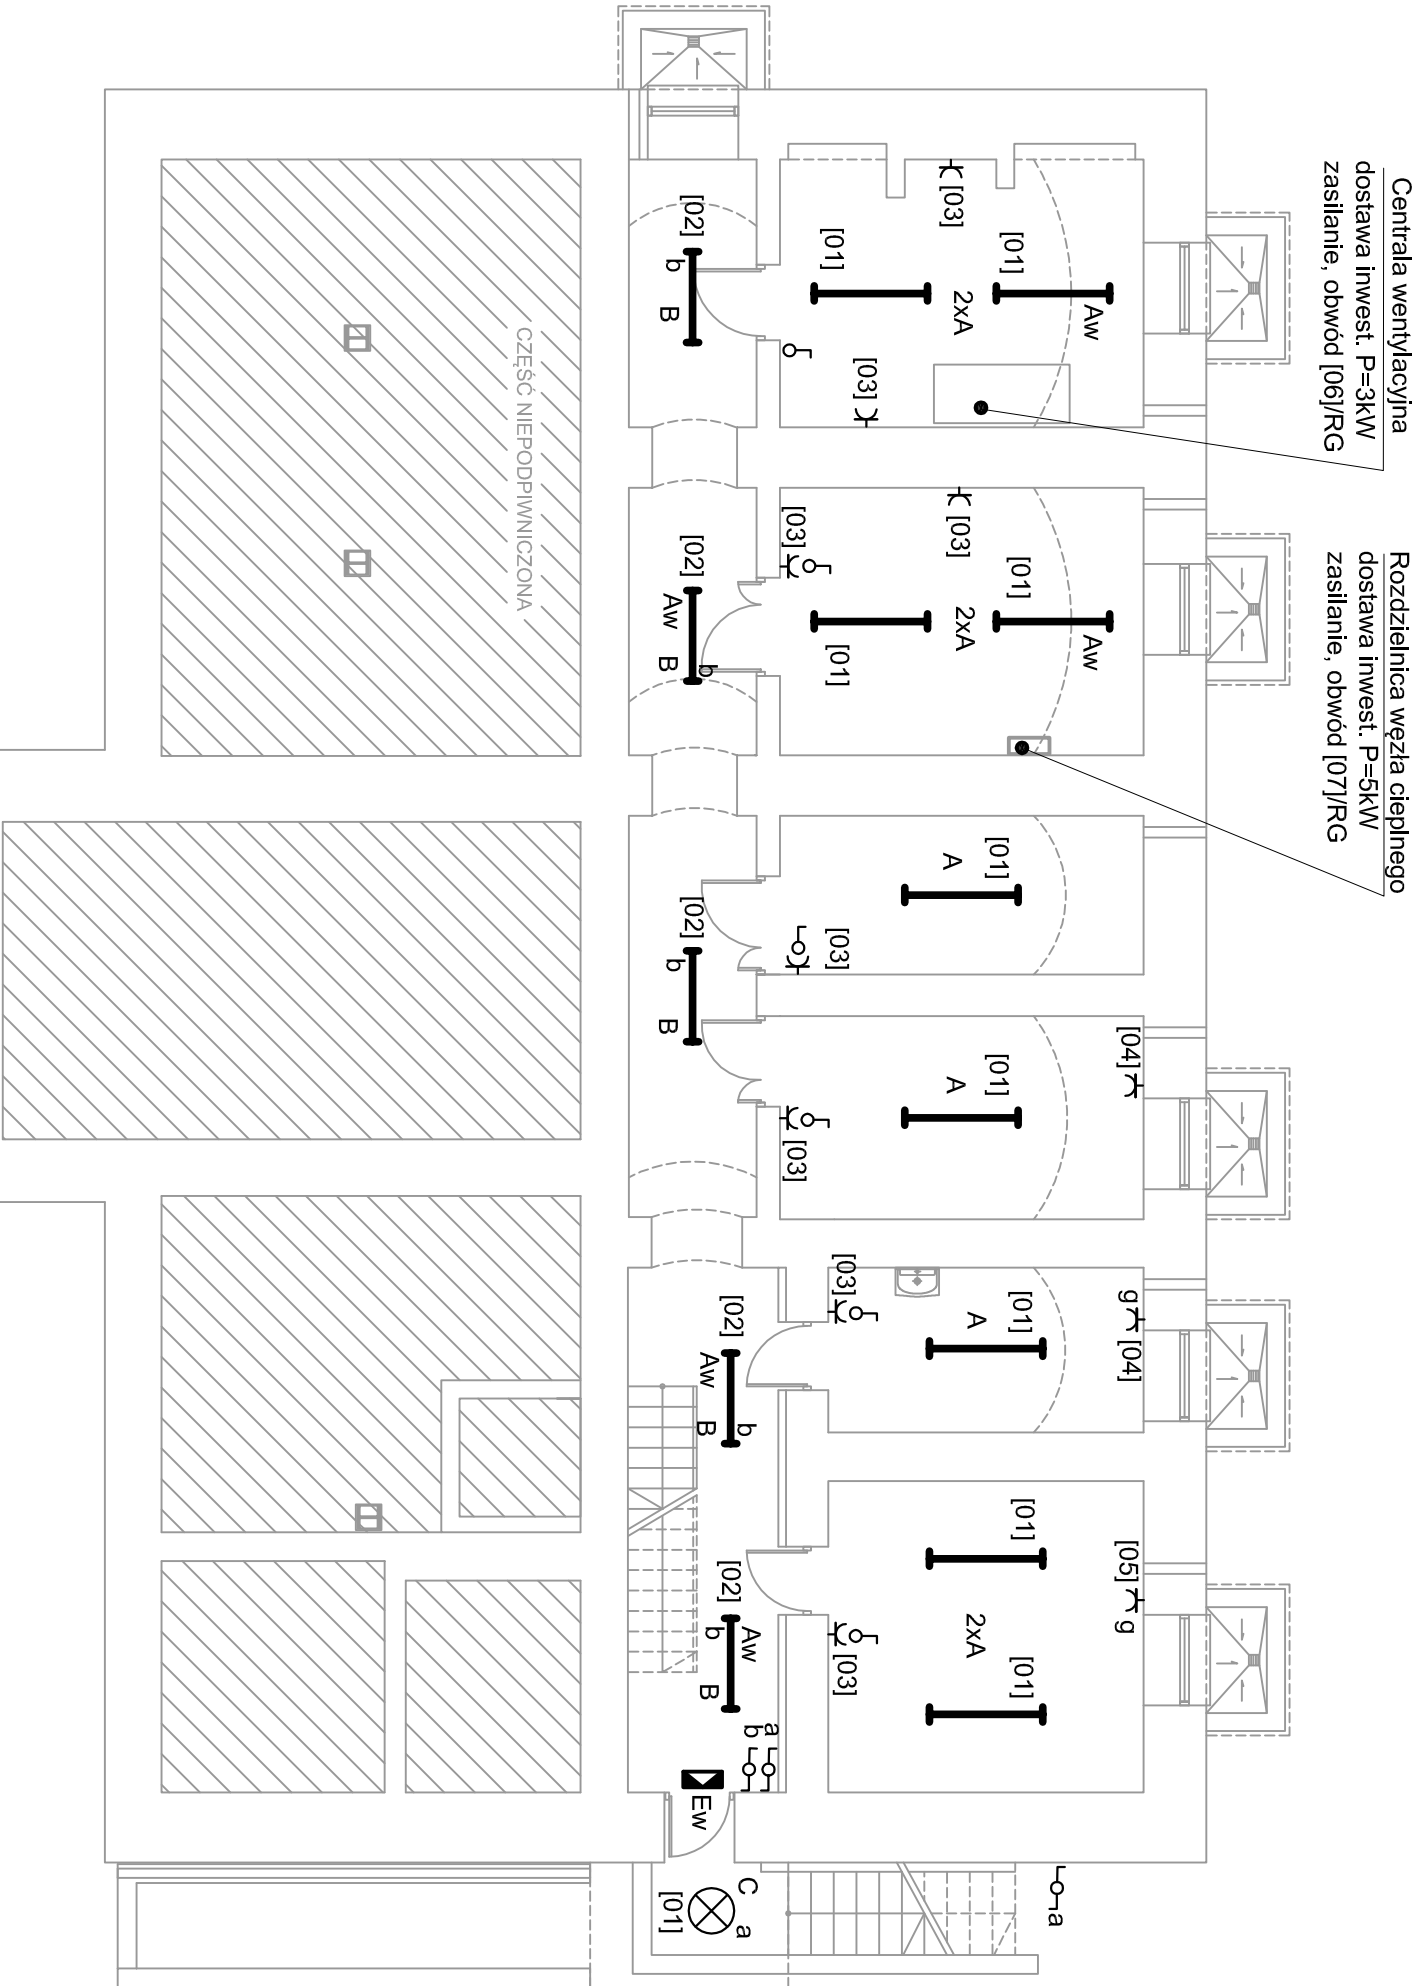 Centrala wentylacyjna
dostawa inwest. P=3kW
zasilanie, obwód [06]/RG
Rozdzielnica węzła cieplnego
dostawa inwest. P=5kW
zasilanie, obwód [07]/RG
[03]
[01]
Aw
2xA
[01]
[03]
[02]
b
B
CZĘŚĆ NIEPODPIWNICZONA
[03]
[03]
[01]
Aw
2xA
[01]
[02]
Aw
B
b
[01]
A
[03]
[02]
b
B
[04]
[01]
A
[03]
g
[04]
[01]
A
[03]
[02]
Aw
B
b
[05]
g
[01]
2xA
[01]
[03]
[02]
Aw
b
B
a
b
Ew
C
a
[01]
a